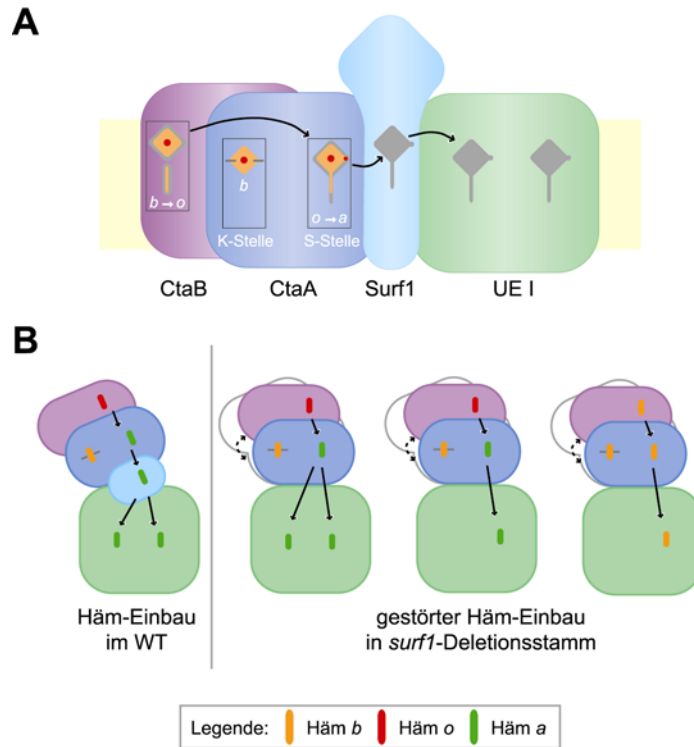 A
b → o
b
K-Stelle
o → a
S-Stelle
CtaB
CtaA
Surf1
UE I
B
Häm-Einbau
im WT
gestörter Häm-Einbau
in surf1-Deletionsstamm
Legende:
Häm b
Häm o
Häm a